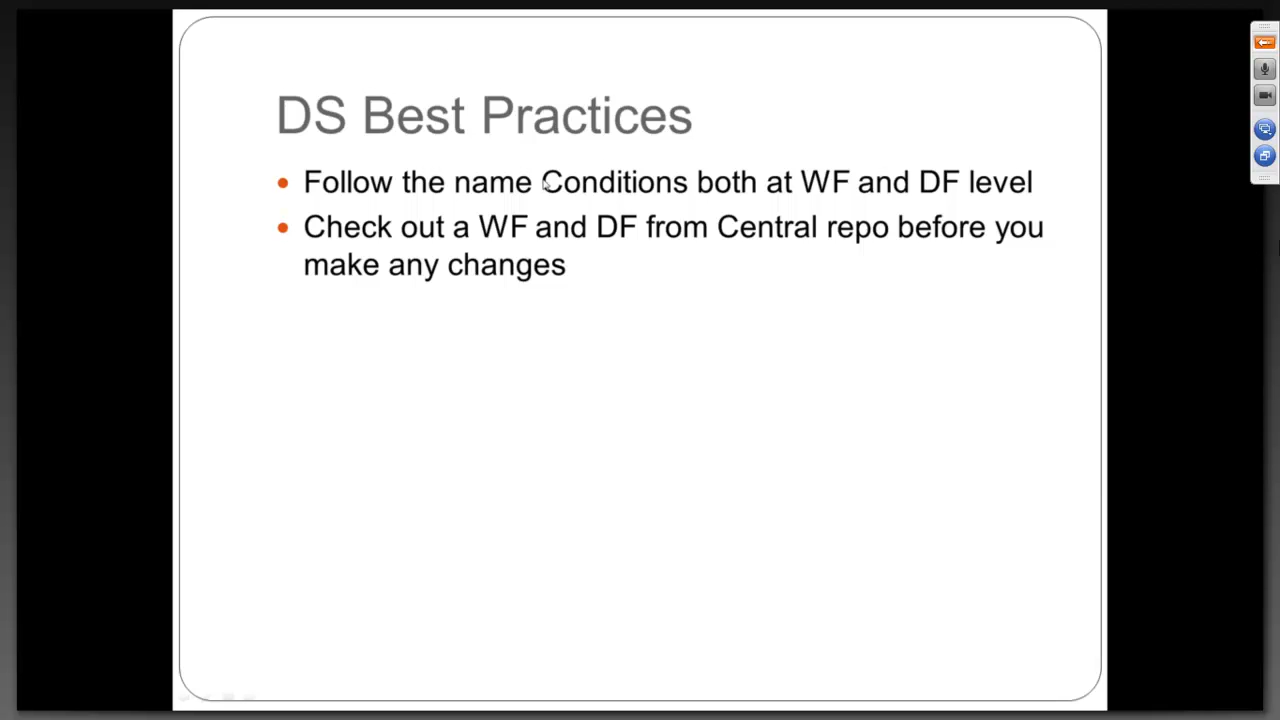 DS Best Practices
• Follow the name Conditions both at WF and DF level
• Check out a WF and DF from Central repo before you
make any changes